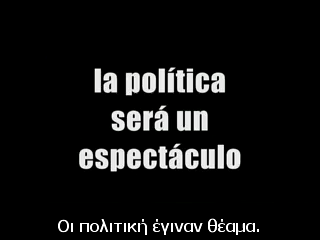 la política
será un
espectáculo
Οι πολιτική έγιναν θέαμα.